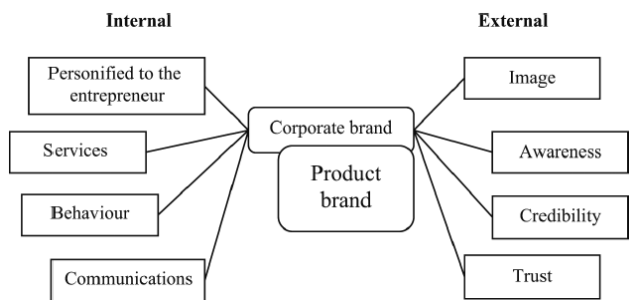 Internal
External
Personified to the
entrepreneur
Services
Behaviour
Communications
Corporate brand
Product
brand
Image
Awareness
Credibility
Trust